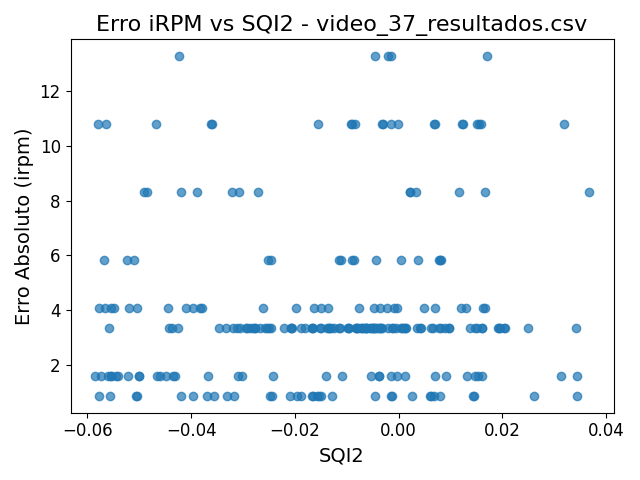 Erro iRPM vs SQI2 - video_37_resultados.csv
Erro Absoluto (irpm)
12
10
8
6
4
2
−0.06 −0.04 −0.02 0.00 0.02 0.04
SQI2